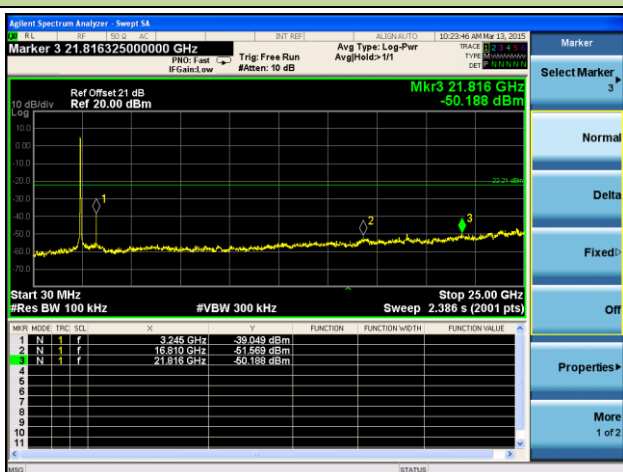 Agilent Spectrum Analyzer - Swept SA
RL RF 50 Ω AC INT REF ALIGN AUTO 10:23:46 AM Mar 13, 2015
Marker 3 21.816325000000 GHz
PNO: Fast
IFGain:Low
Trig: Free Run
#Atten: 10 dB
Avg Type: Log-Pwr
Avg|Hold:>1/1
TRACE 1 2 3 4 5 6
TYPE M
DET P N N N N N
Ref Offset 21 dB
10 dB/div Ref 20.00 dBm
Log
Mkr3 21.816 GHz
-50.188 dBm
10.0
0.00
-10.0
-20.0
-22.21 dBm
-30.0
-40.0
-50.0
-60.0
-70.0
1
2
3
Start 30 MHz
#Res BW 100 kHz
#VBW 300 kHz
Stop 25.00 GHz
Sweep 2.386 s (2001 pts)
MKR MODE TRC SCL X Y FUNCTION FUNCTION WIDTH FUNCTION VALUE
1 N 1 f 3.245 GHz -39.049 dBm
2 N 1 f 16.810 GHz -51.569 dBm
3 N 1 f 21.816 GHz -50.188 dBm
4
5
6
7
8
9
10
11
MSG STATUS
Marker
Select Marker
3
Normal
Delta
Fixed
Off
Properties
More
1 of 2